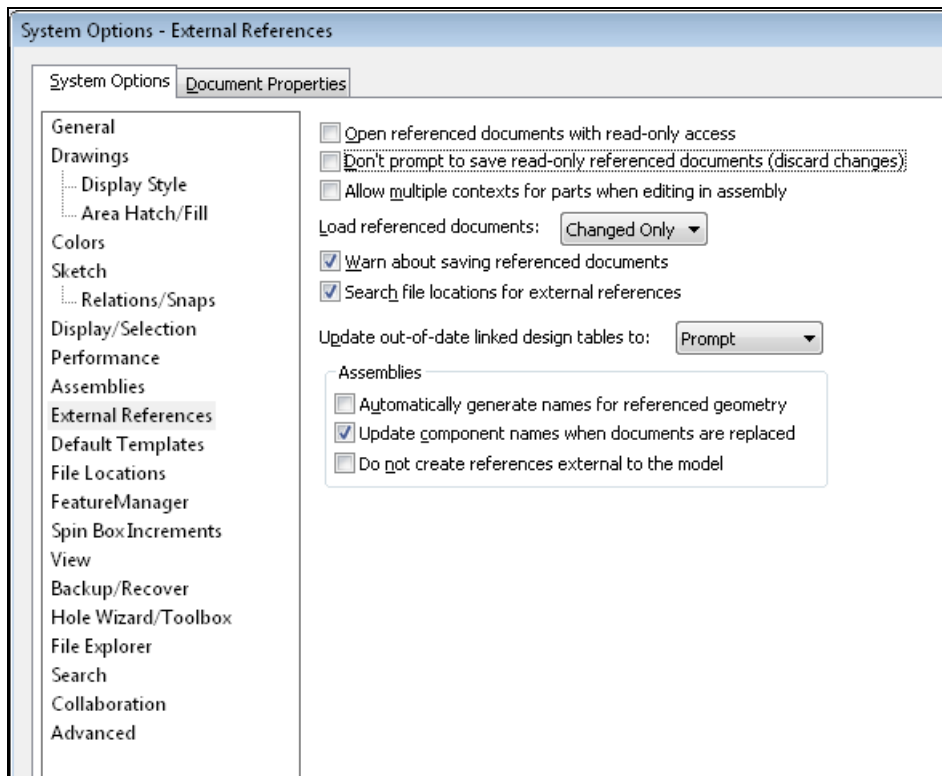 System Options - External References
System Options
Document Properties
General
Drawings
Display Style
Area Hatch/Fill
Colors
Sketch
Relations/Snaps
Display/Selection
Performance
Assemblies
External References
Default Templates
File Locations
FeatureManager
Spin Box Increments
View
Backup/Recover
Hole Wizard/Toolbox
File Explorer
Search
Collaboration
Advanced
Open referenced documents with read-only access
Don't prompt to save read-only referenced documents (discard changes)
Allow multiple contexts for parts when editing in assembly
Load referenced documents: Changed Only
Warn about saving referenced documents
Search file locations for external references
Update out-of-date linked design tables to: Prompt
Assemblies
Automatically generate names for referenced geometry
Update component names when documents are replaced
Do not create references external to the model